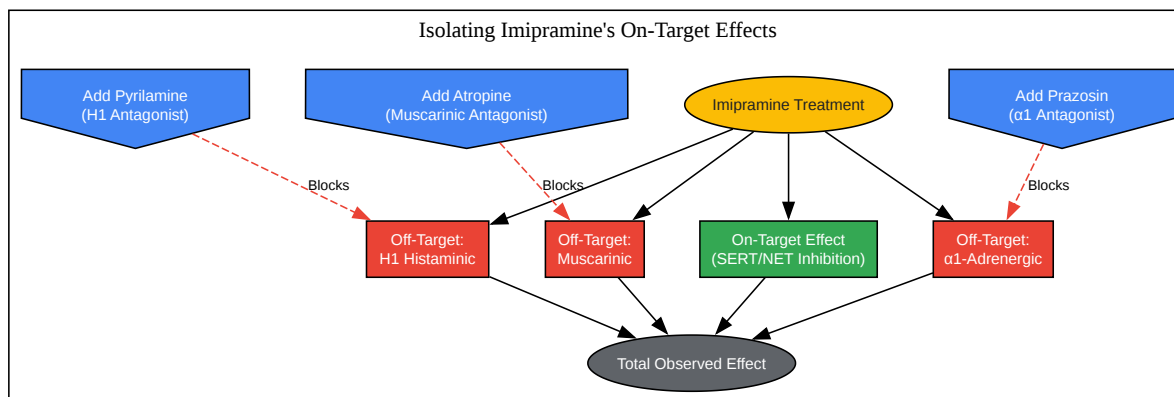 Isolating Imipramine's On-Target Effects
Add Pyrilamine
(H1 Antagonist)
Add Atropine
(Muscarinic Antagonist)
Imipramine Treatment
Add Prazosin
(α1 Antagonist)
Blocks
Blocks
Blocks
Off-Target:
H1 Histaminic
Off-Target:
Muscarinic
On-Target Effect
(SERT/NET Inhibition)
Off-Target:
α1-Adrenergic
Total Observed Effect